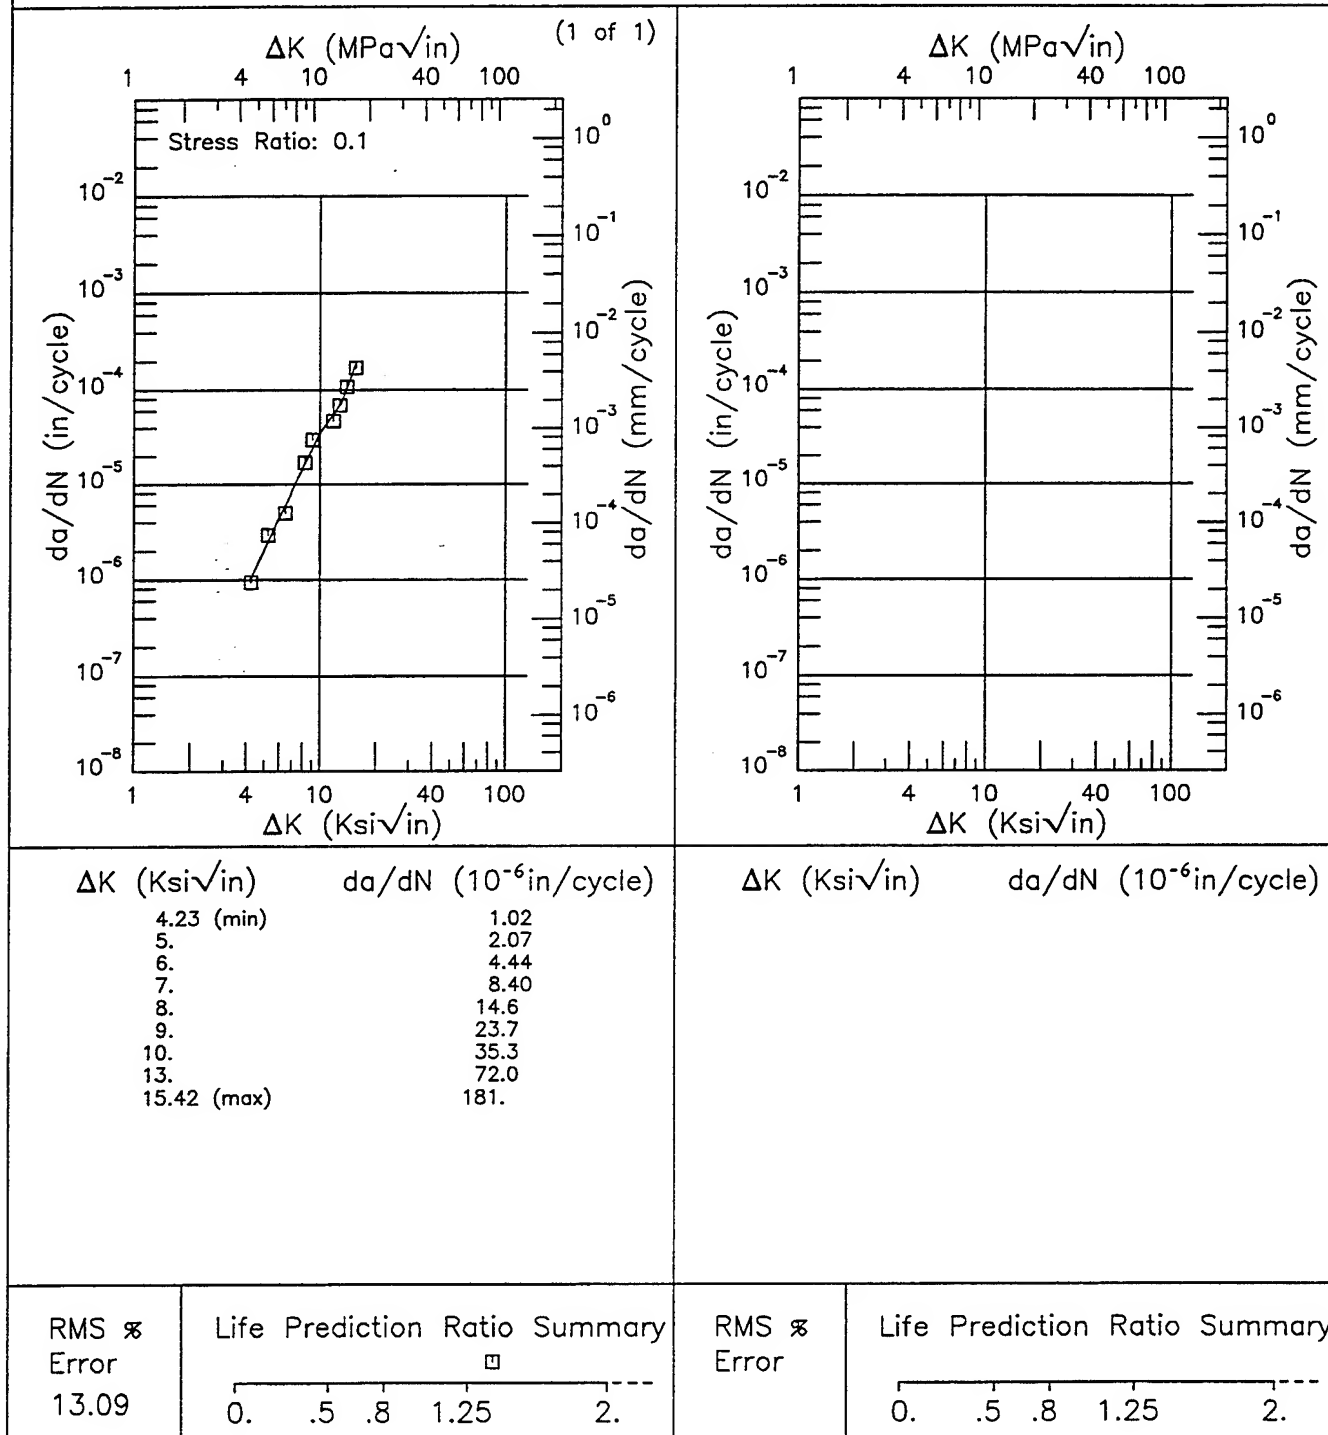 (1 of 1)
ΔK (MPa√in)
1 4 10 40 100
Stress Ratio: 0.1
da/dN (in/cycle)
10⁻²
10⁻³
10⁻⁴
10⁻⁵
10⁻⁶
10⁻⁷
10⁻⁸
10⁰
10⁻¹
10⁻²
10⁻³
10⁻⁴
10⁻⁵
10⁻⁶
da/dN (mm/cycle)
1 4 10 40 100
ΔK (Ksi√in)
ΔK (MPa√in)
1 4 10 40 100
da/dN (in/cycle)
10⁻²
10⁻³
10⁻⁴
10⁻⁵
10⁻⁶
10⁻⁷
10⁻⁸
10⁰
10⁻¹
10⁻²
10⁻³
10⁻⁴
10⁻⁵
10⁻⁶
da/dN (mm/cycle)
1 4 10 40 100
ΔK (Ksi√in)
ΔK (Ksi√in) da/dN (10⁻⁶in/cycle)
4.23 (min) 1.02
5. 2.07
6. 4.44
7. 8.40
8. 14.6
9. 23.7
10. 35.3
13. 72.0
15.42 (max) 181.
ΔK (Ksi√in) da/dN (10⁻⁶in/cycle)
RMS %
Error
13.09
Life Prediction Ratio Summary
0. .5 .8 1.25 2.
RMS %
Error
Life Prediction Ratio Summary
0. .5 .8 1.25 2.